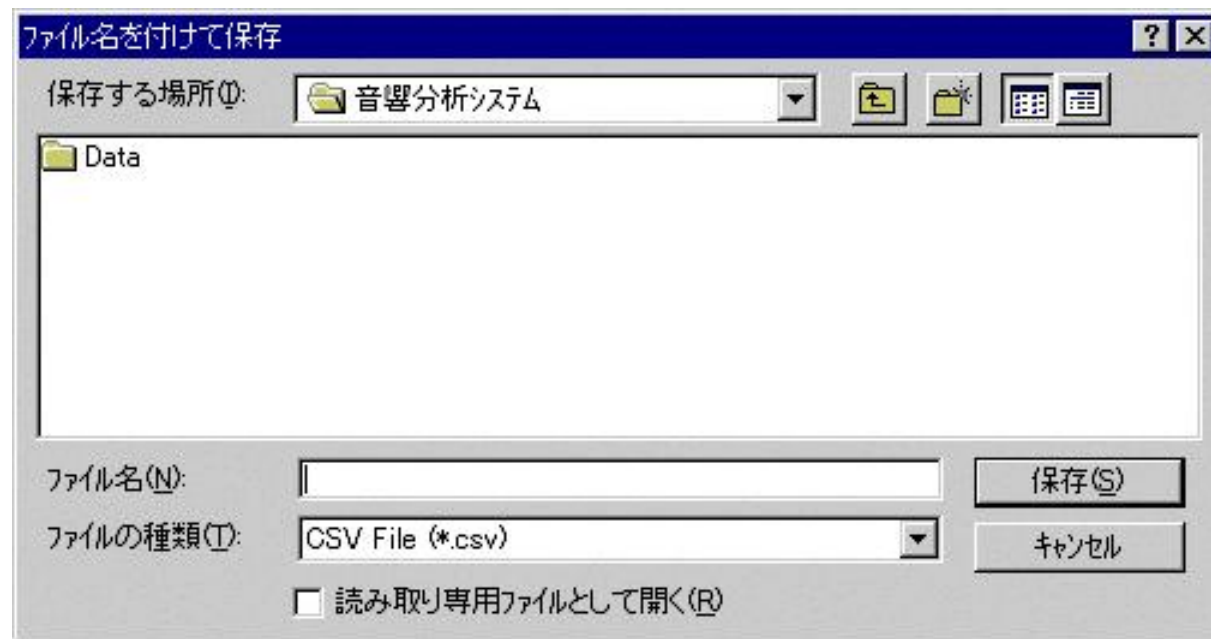 ファイル名を付けて保存
保存する場所(I):
音響分析システム
Data
ファイル名(N):
保存(S)
ファイルの種類(T):
CSV File (*.csv)
キャンセル
読み取り専用ファイルとして開く(R)